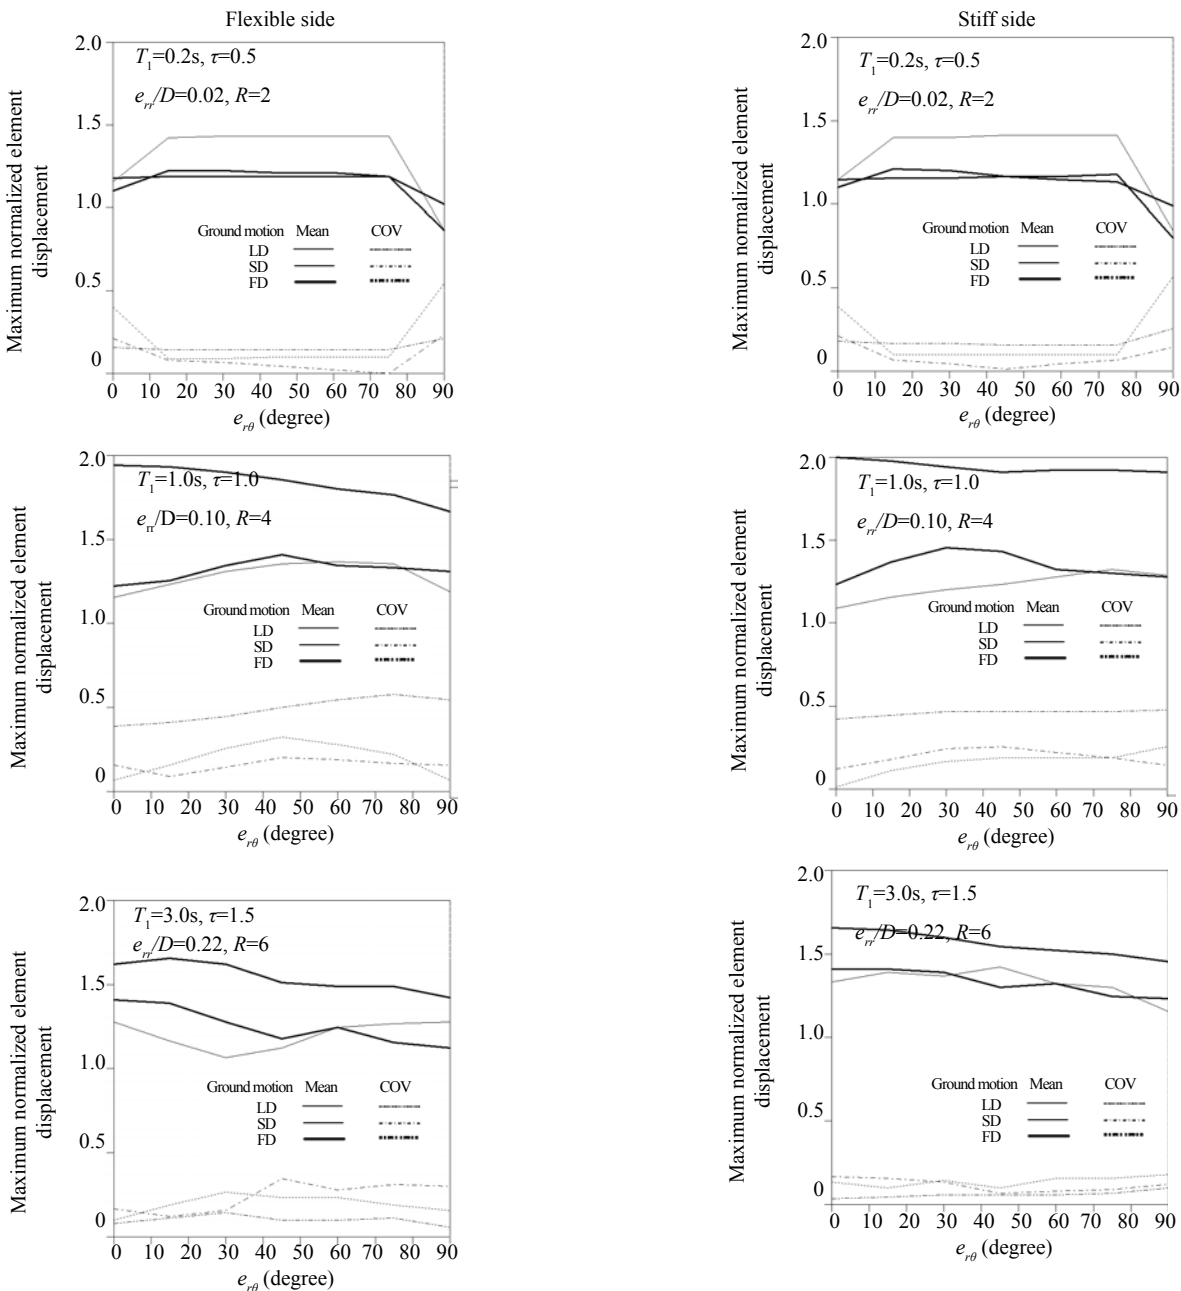 Flexible side
Maximum normalized element
displacement
2.0
1.5
1.0
0.5
0
T1=0.2s, τ=0.5
err/D=0.02, R=2
Ground motion Mean COV
LD
SD
FD
0 10 20 30 40 50 60 70 80 90
erθ (degree)
Stiff side
Maximum normalized element
displacement
2.0
1.5
1.0
0.5
0
T1=0.2s, τ=0.5
err/D=0.02, R=2
Ground motion Mean COV
LD
SD
FD
0 10 20 30 40 50 60 70 80 90
erθ (degree)
Maximum normalized element
displacement
2.0
1.5
1.0
0.5
0
T1=1.0s, τ=1.0
err/D=0.10, R=4
Ground motion Mean COV
LD
SD
FD
0 10 20 30 40 50 60 70 80 90
erθ (degree)
Maximum normalized element
displacement
2.0
1.5
1.0
0.5
0
T1=1.0s, τ=1.0
err/D=0.10, R=4
Ground motion Mean COV
LD
SD
FD
0 10 20 30 40 50 60 70 80 90
erθ (degree)
Maximum normalized element
displacement
2.0
1.5
1.0
0.5
0
T1=3.0s, τ=1.5
err/D=0.22, R=6
Ground motion Mean COV
LD
SD
FD
0 10 20 30 40 50 60 70 80 90
erθ (degree)
Maximum normalized element
displacement
2.0
1.5
1.0
0.5
0
T1=3.0s, τ=1.5
err/D=0.22, R=6
Ground motion Mean COV
LD
SD
FD
0 10 20 30 40 50 60 70 80 90
erθ (degree)